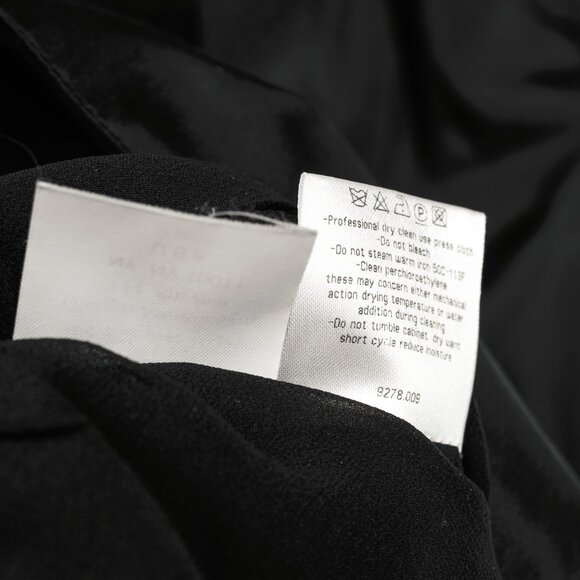 -Professional dry clean use press cloth
-Do not bleach
-Do not steam warm iron 50C-113F
-Clean perchloroethylene
these may concern either mechanical
action drying temperature or water
addition during cleaning
-Do not tumble cabinet dry warm
short cycle reduce moisture
8278.009